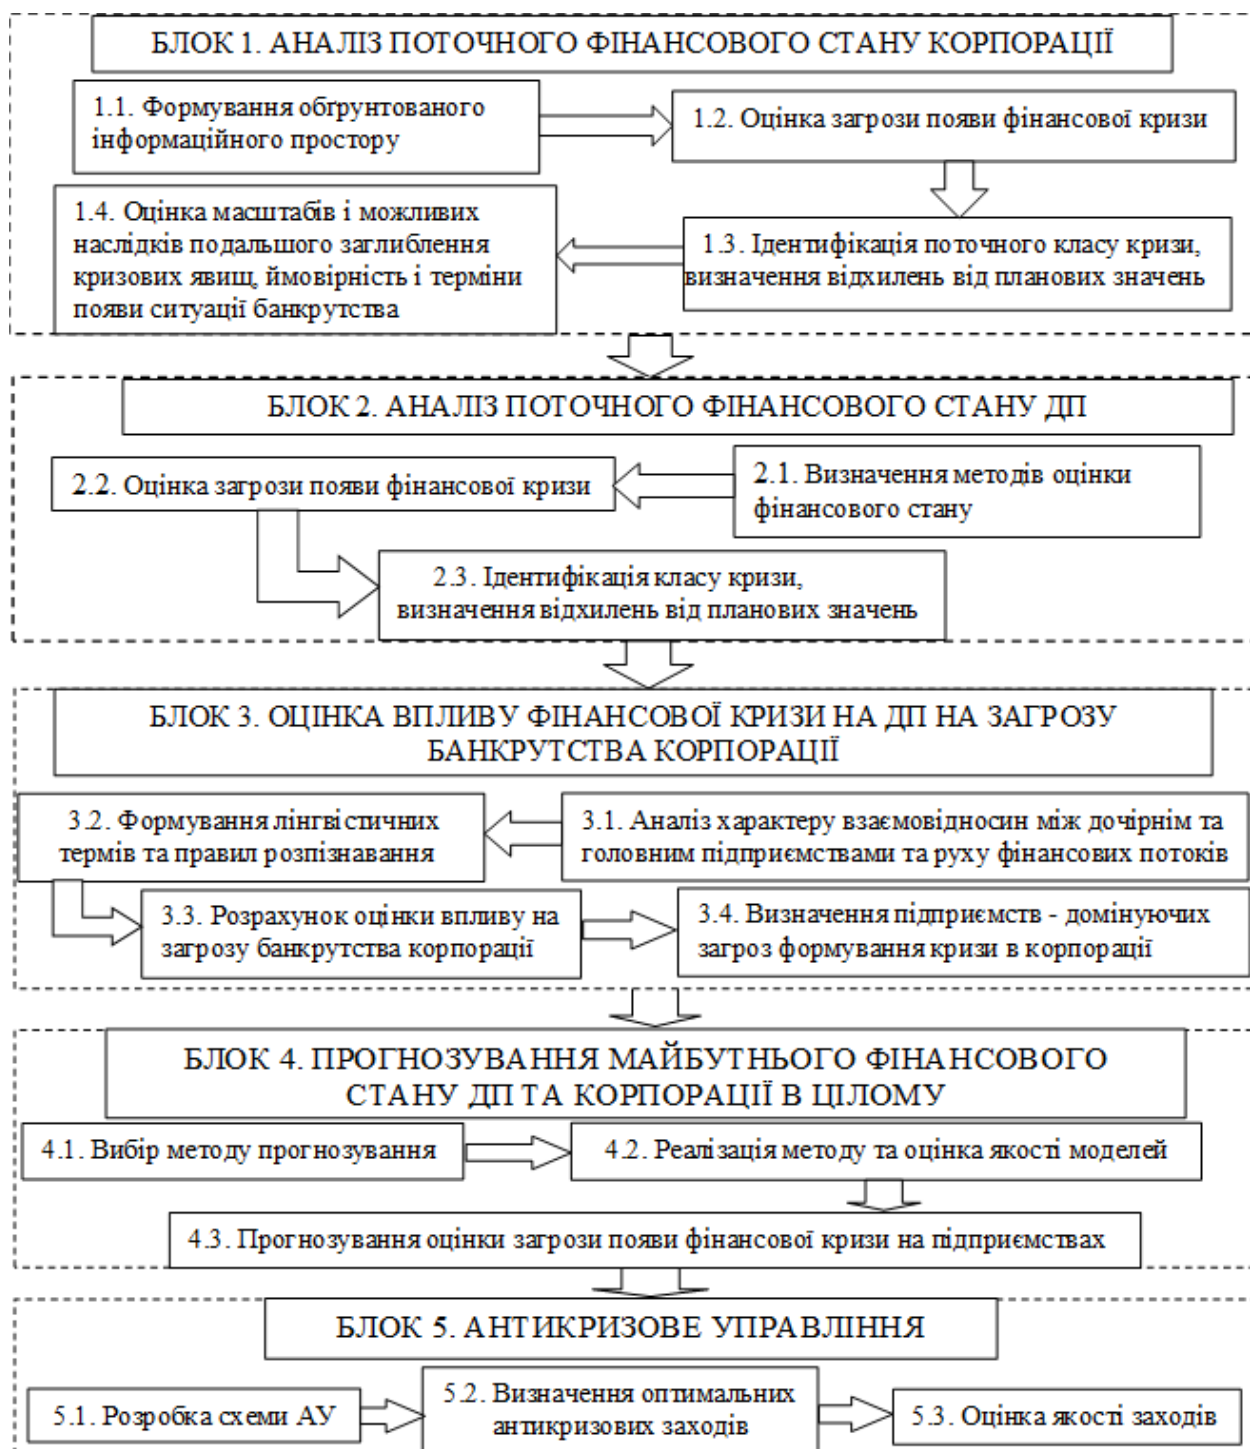 БЛОК 1. АНАЛІЗ ПОТОЧНОГО ФІНАНСОВОГО СТАНУ КОРПОРАЦІЇ
1.1. Формування обґрунтованого
інформаційного простору
1.2. Оцінка загрози появи фінансової кризи
1.3. Ідентифікація поточного класу кризи,
визначення відхилень від планових значень
1.4. Оцінка масштабів і можливих
наслідків подальшого заглиблення
кризових явищ, ймовірність і терміни
появи ситуації банкрутства
БЛОК 2. АНАЛІЗ ПОТОЧНОГО ФІНАНСОВОГО СТАНУ ДП
2.1. Визначення методів оцінки
фінансового стану
2.2. Оцінка загрози появи фінансової кризи
2.3. Ідентифікація класу кризи,
визначення відхилень від планових значень
БЛОК 3. ОЦІНКА ВПЛИВУ ФІНАНСОВОЇ КРИЗИ НА ДП НА ЗАГРОЗУ
БАНКРУТСТВА КОРПОРАЦІЇ
3.1. Аналіз характеру взаємовідносин між дочірнім та
головним підприємствами та руху фінансових потоків
3.2. Формування лінгвістичних
термів та правил розпізнавання
3.3. Розрахунок оцінки впливу на
загрозу банкрутства корпорації
3.4. Визначення підприємств - домінуючих
загроз формування кризи в корпорації
БЛОК 4. ПРОГНОЗУВАННЯ МАЙБУТНЬОГО ФІНАНСОВОГО
СТАНУ ДП ТА КОРПОРАЦІЇ В ЦІЛОМУ
4.1. Вибір методу прогнозування
4.2. Реалізація методу та оцінка якості моделей
4.3. Прогнозування оцінки загрози появи фінансової кризи на підприємствах
БЛОК 5. АНТИКРИЗОВЕ УПРАВЛІННЯ
5.1. Розробка схеми АУ
5.2. Визначення оптимальних
антикризових заходів
5.3. Оцінка якості заходів